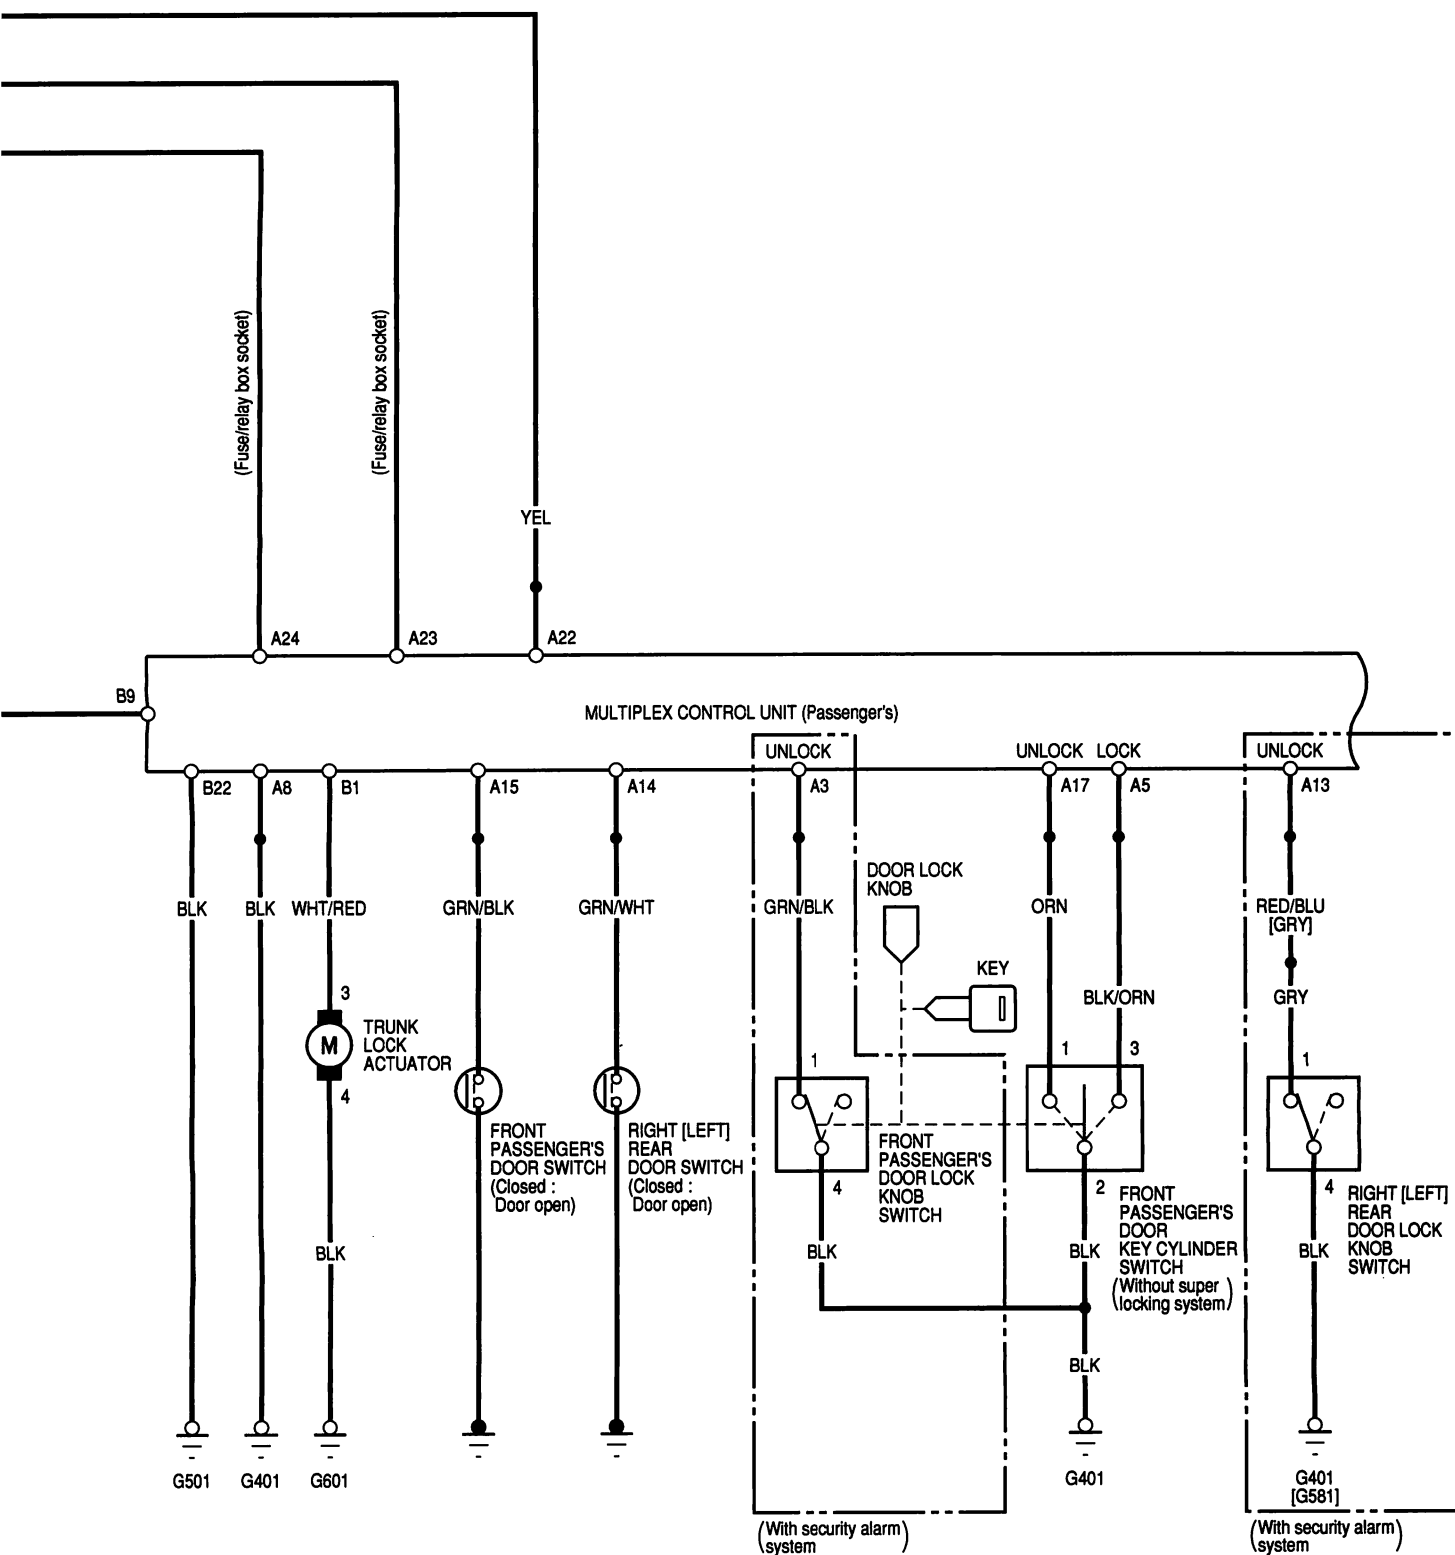 (Fuse/relay box socket)
(Fuse/relay box socket)
YEL
A24
A23
A22
B9
MULTIPLEX CONTROL UNIT (Passenger's)
UNLOCK
UNLOCK
LOCK
UNLOCK
B22
A8
B1
A15
A14
A3
A17
A5
A13
DOOR LOCK
KNOB
BLK
BLK
WHT/RED
GRN/BLK
GRN/WHT
GRN/BLK
ORN
RED/BLU
[GRY]
KEY
BLK/ORN
GRY
3
M
TRUNK
LOCK
ACTUATOR
4
1
1
3
1
FRONT
PASSENGER'S
DOOR SWITCH
(Closed :
Door open)
RIGHT [LEFT]
REAR
DOOR SWITCH
(Closed :
Door open)
FRONT
PASSENGER'S
DOOR LOCK
KNOB
SWITCH
4
2
FRONT
PASSENGER'S
DOOR
KEY CYLINDER
SWITCH
(Without super
locking system)
4
RIGHT [LEFT]
REAR
DOOR LOCK
KNOB
SWITCH
BLK
BLK
BLK
BLK
BLK
G501
G401
G601
G401
G401
[G581]
(With security alarm
system)
(With security alarm
system)